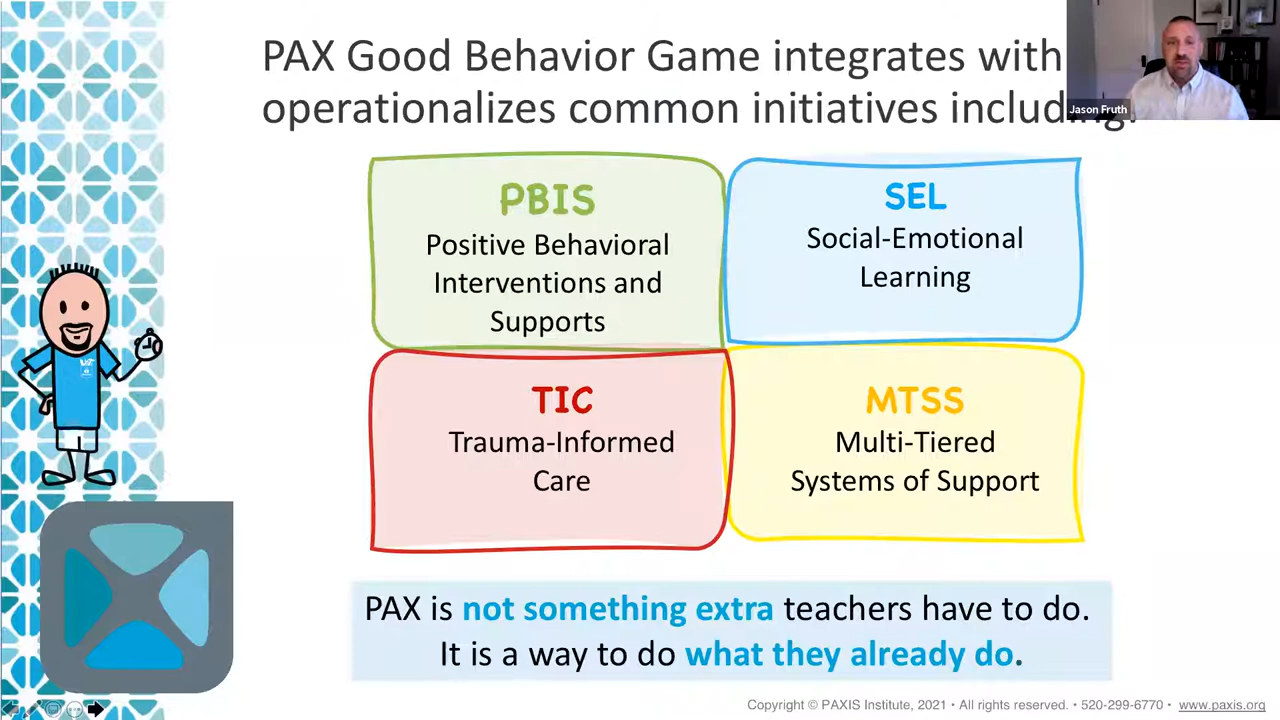 PAX Good Behavior Game integrates with
operationalizes common initiatives including:
Jason Fruth
PBIS
Positive Behavioral
Interventions and
Supports
SEL
Social-Emotional
Learning
TIC
Trauma-Informed
Care
MTSS
Multi-Tiered
Systems of Support
PAX is not something extra teachers have to do.
It is a way to do what they already do.
Copyright © PAXIS Institute, 2021 • All rights reserved. • 520-299-6770 • www.paxis.org